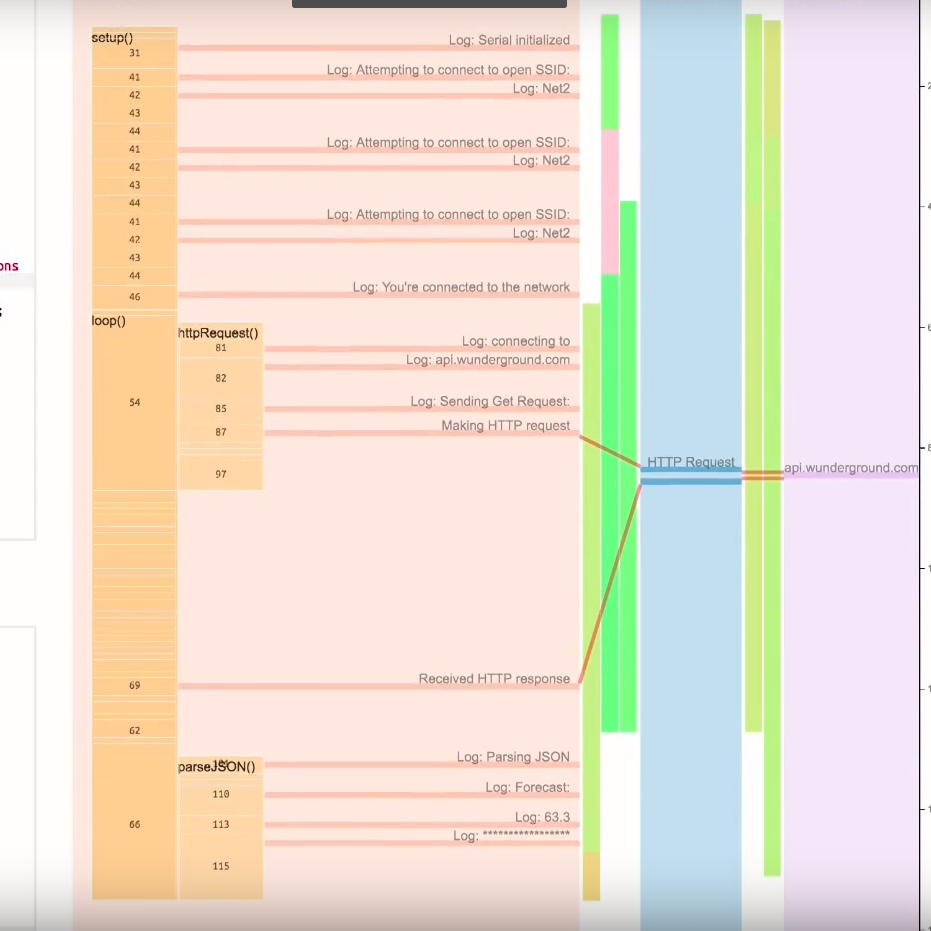 setup()
31
Log: Serial initialized
41
Log: Attempting to connect to open SSID:
42
Log: Net2
43
44
41
Log: Attempting to connect to open SSID:
42
Log: Net2
43
44
41
Log: Attempting to connect to open SSID:
42
Log: Net2
43
ons
44
46
Log: You're connected to the network
loop()
httpRequest()
81
Log: connecting to
82
Log: api.wunderground.com
54
85
Log: Sending Get Request:
87
Making HTTP request
HTTP Request
api.wunderground.com
97
69
Received HTTP response
62
parseJSON()
Log: Parsing JSON
110
Log: Forecast:
66
113
Log: 63.3
Log: *****************
115
2
4
6
8
1
1
1